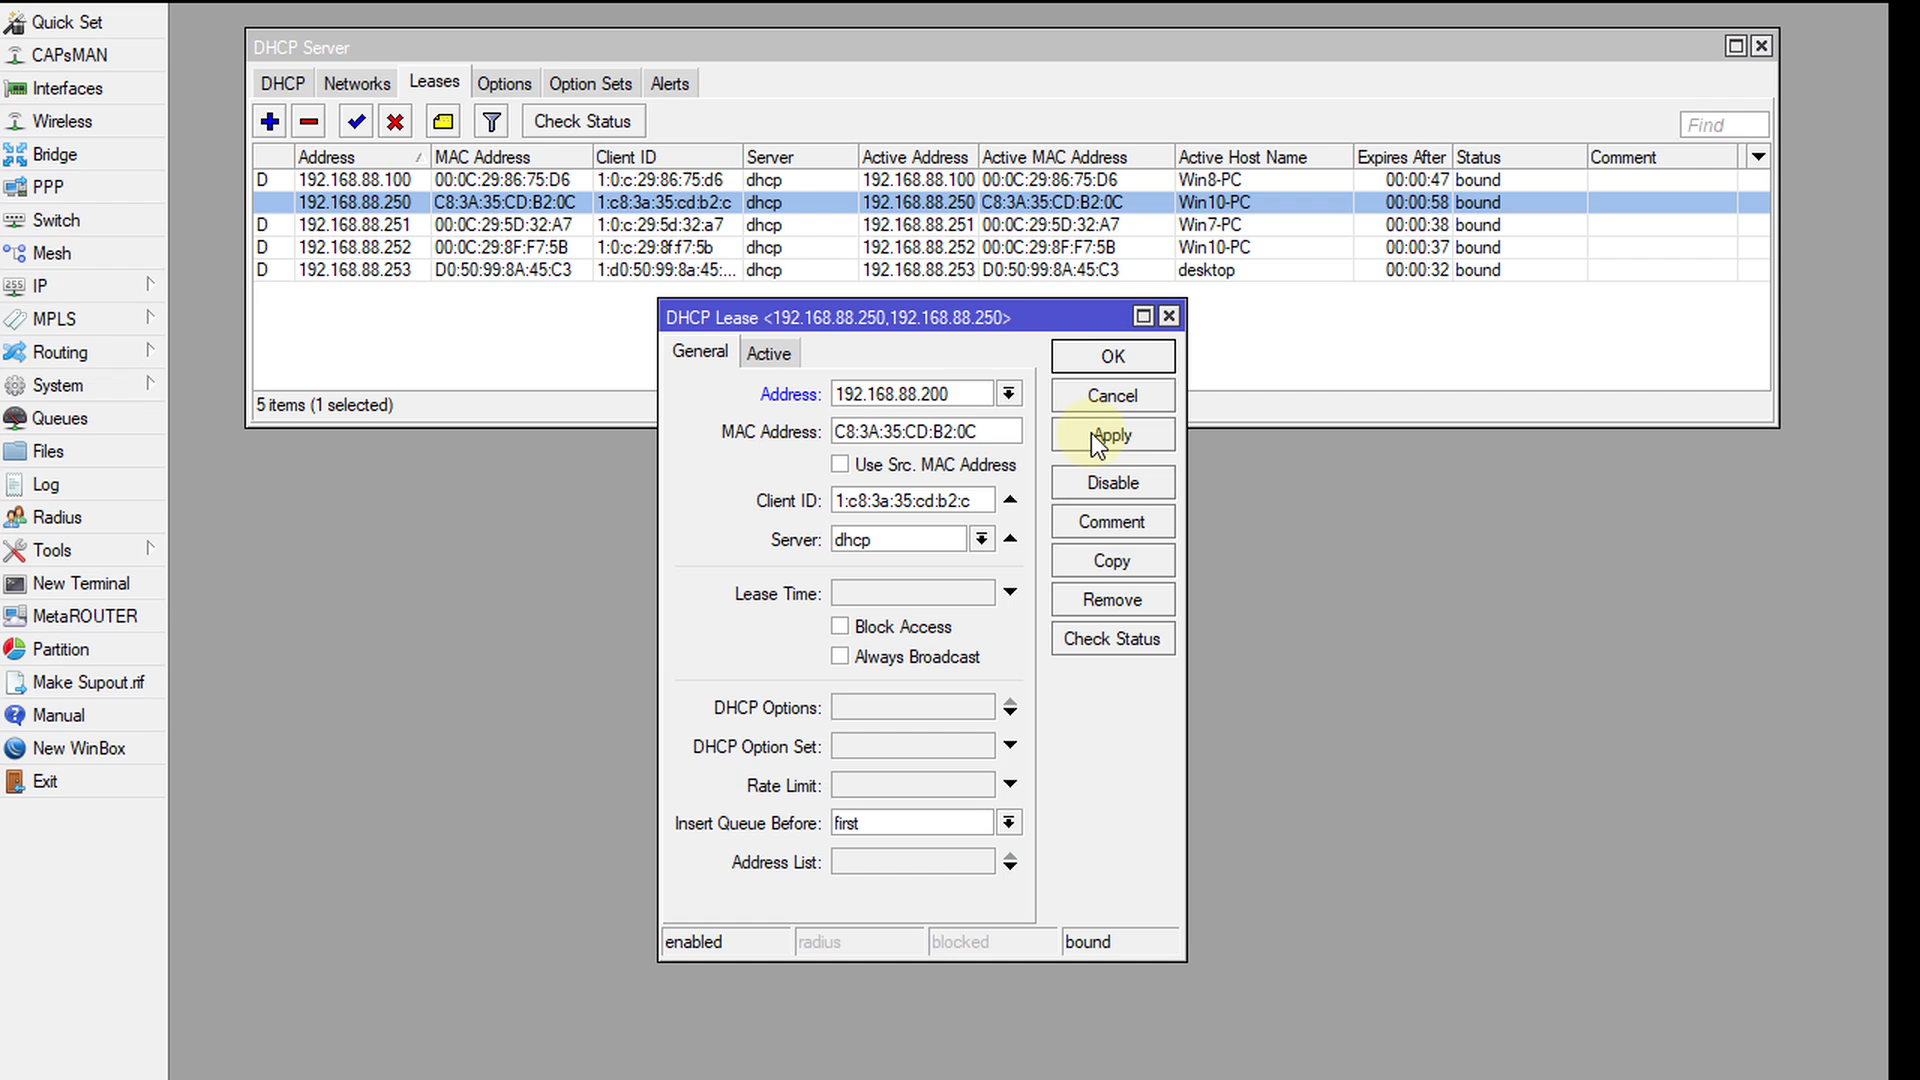 Quick Set
CAPsMAN
Interfaces
Wireless
Bridge
PPP
Switch
Mesh
255 IP
MPLS
Routing
System
Queues
Files
Log
Radius
Tools
New Terminal
MetaROUTER
Partition
Make Supout.rif
Manual
New WinBox
Exit
DHCP Server
DHCP Networks Leases Options Option Sets Alerts
Check Status Find
Address MAC Address Client ID Server Active Address Active MAC Address Active Host Name Expires After Status Comment
D 192.168.88.100 00:0C:29:86:75:D6 1:0:c:29:86:75:d6 dhcp 192.168.88.100 00:0C:29:86:75:D6 Win8-PC 00:00:47 bound
192.168.88.250 C8:3A:35:CD:B2:0C 1:c8:3a:35:cd:b2:c dhcp 192.168.88.250 C8:3A:35:CD:B2:0C Win10-PC 00:00:58 bound
D 192.168.88.251 00:0C:29:5D:32:A7 1:0:c:29:5d:32:a7 dhcp 192.168.88.251 00:0C:29:5D:32:A7 Win7-PC 00:00:38 bound
D 192.168.88.252 00:0C:29:8F:F7:5B 1:0:c:29:8f:f7:5b dhcp 192.168.88.252 00:0C:29:8F:F7:5B Win10-PC 00:00:37 bound
D 192.168.88.253 D0:50:99:8A:45:C3 1:d0:50:99:8a:45:... dhcp 192.168.88.253 D0:50:99:8A:45:C3 desktop 00:00:32 bound
5 items (1 selected)
DHCP Lease <192.168.88.250,192.168.88.250>
General Active
Address: 192.168.88.200
MAC Address: C8:3A:35:CD:B2:0C
Use Src. MAC Address
Client ID: 1:c8:3a:35:cd:b2:c
Server: dhcp
Lease Time:
Block Access
Always Broadcast
DHCP Options:
DHCP Option Set:
Rate Limit:
Insert Queue Before: first
Address List:
OK
Cancel
Apply
Disable
Comment
Copy
Remove
Check Status
enabled radius blocked bound